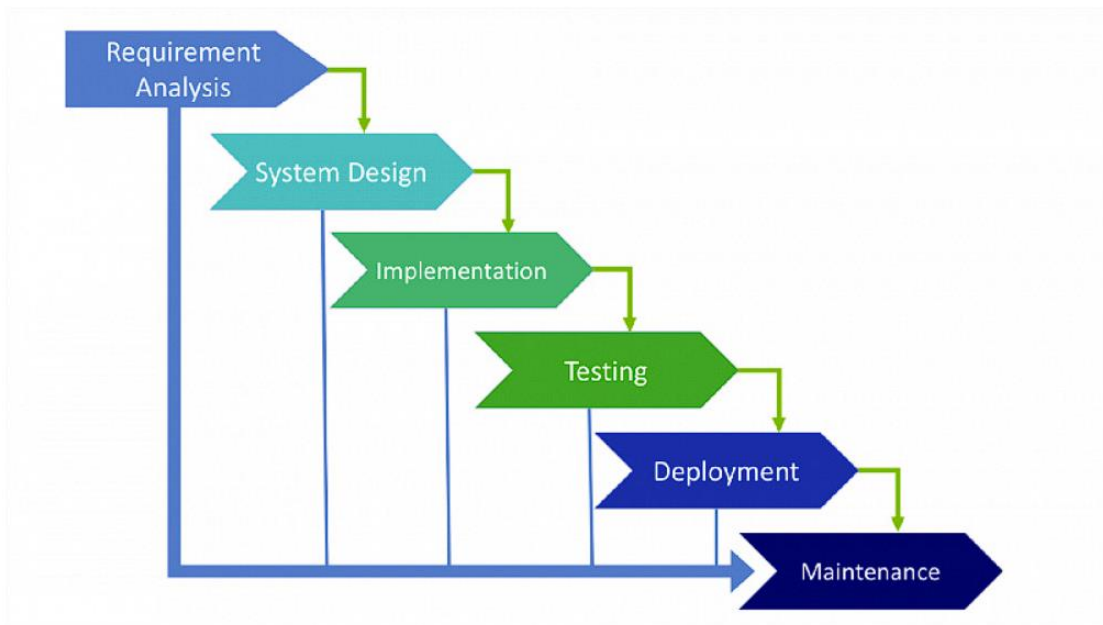 Requirement
Analysis
System Design
Implementation
Testing
Deployment
Maintenance